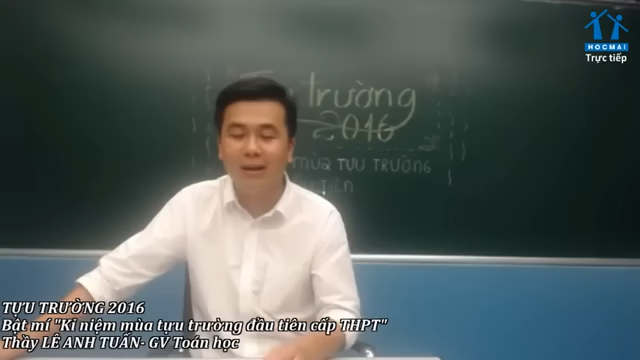 HOCMAI
Trực tiếp
trường
2016
MÙA TỰU TRƯỜNG
TIÊN
TỰU TRƯỜNG 2016
Bật mí "Kỉ niệm mùa tựu trường đầu tiên cấp THPT"
Thầy LÊ ANH TUẤN- GV Toán học